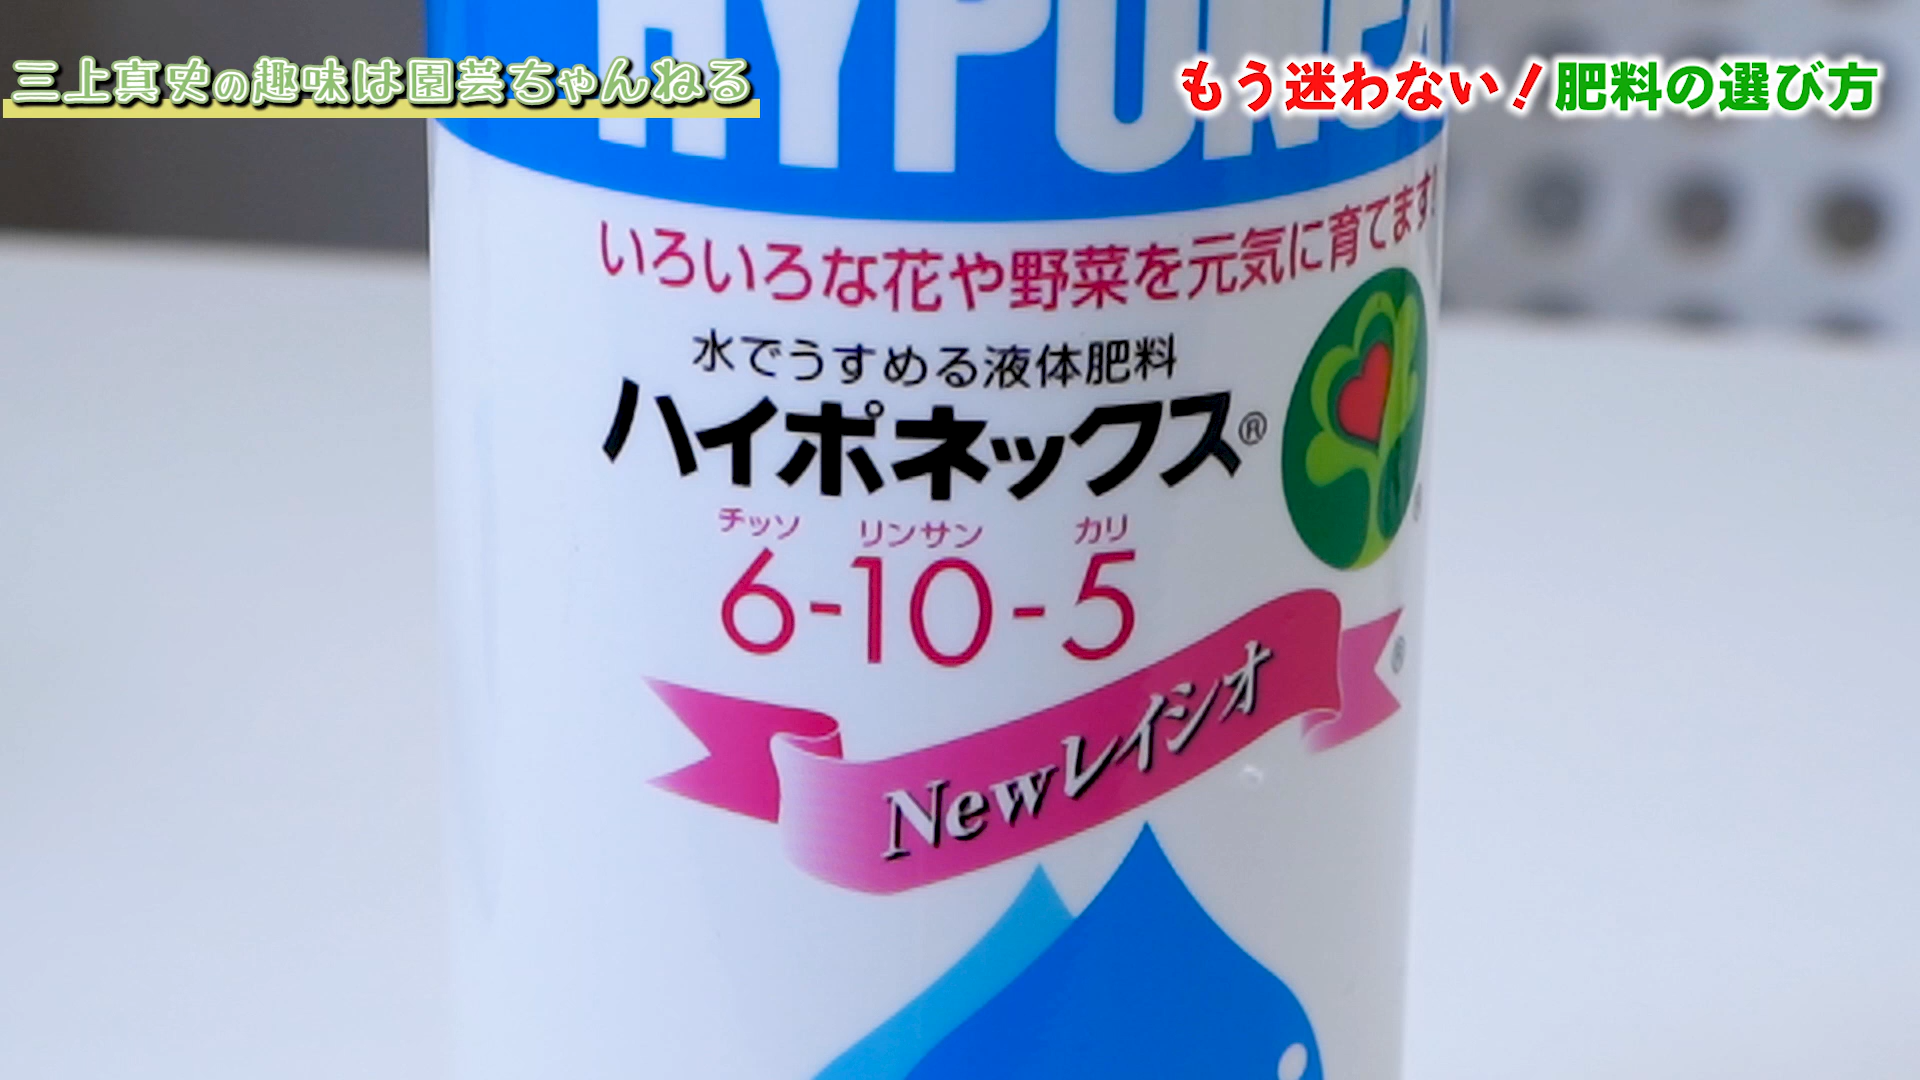 三上真史の趣味は園芸ちゃんねる
もう迷わない！肥料の選び方
HYPONEX
いろいろな花や野菜を元気に育てます!
水でうすめる液体肥料
ハイポネックス®
チッソ リンサン カリ
6-10-5
Newレイシオ®